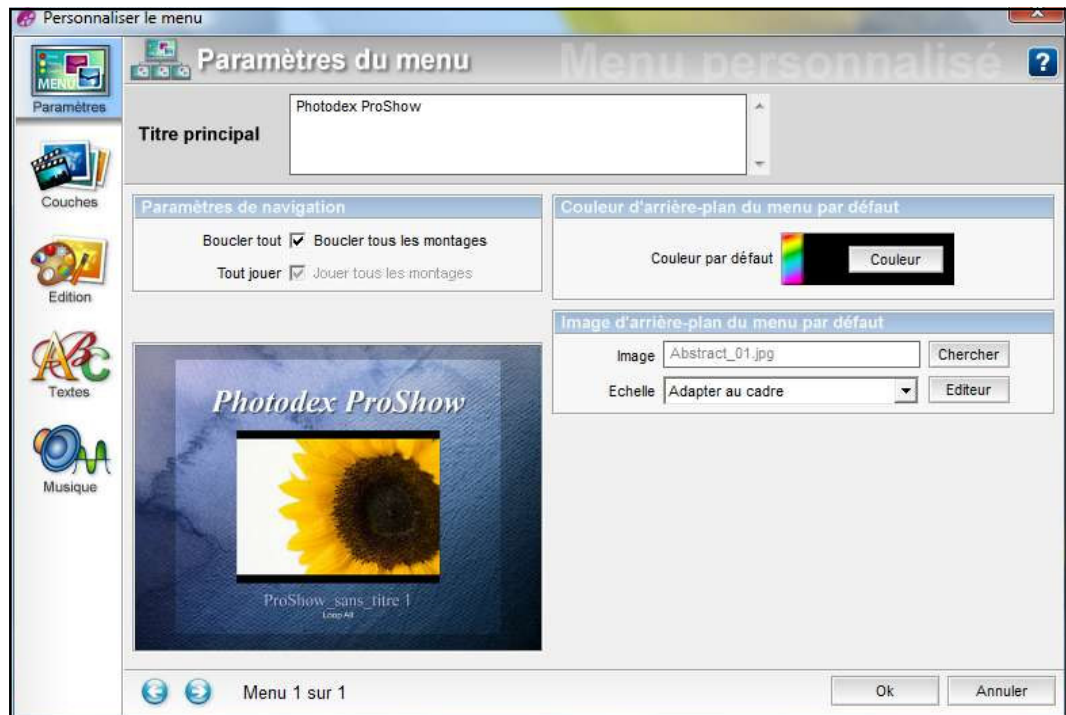 Personnaliser le menu
MENU
Paramètres
Couches
Edition
ABC
Textes
Musique
Paramètres du menu
Menu personnalisé
?
Titre principal
Photodex ProShow
Paramètres de navigation
Boucler tout Boucler tous les montages
Tout jouer Jouer tous les montages
Couleur d'arrière-plan du menu par défaut
Couleur par défaut Couleur
Image d'arrière-plan du menu par défaut
Image Abstract_01.jpg Chercher
Echelle Adapter au cadre Editeur
Photodex ProShow
ProShow_sans_titre 1
Loop All
Menu 1 sur 1
Ok Annuler